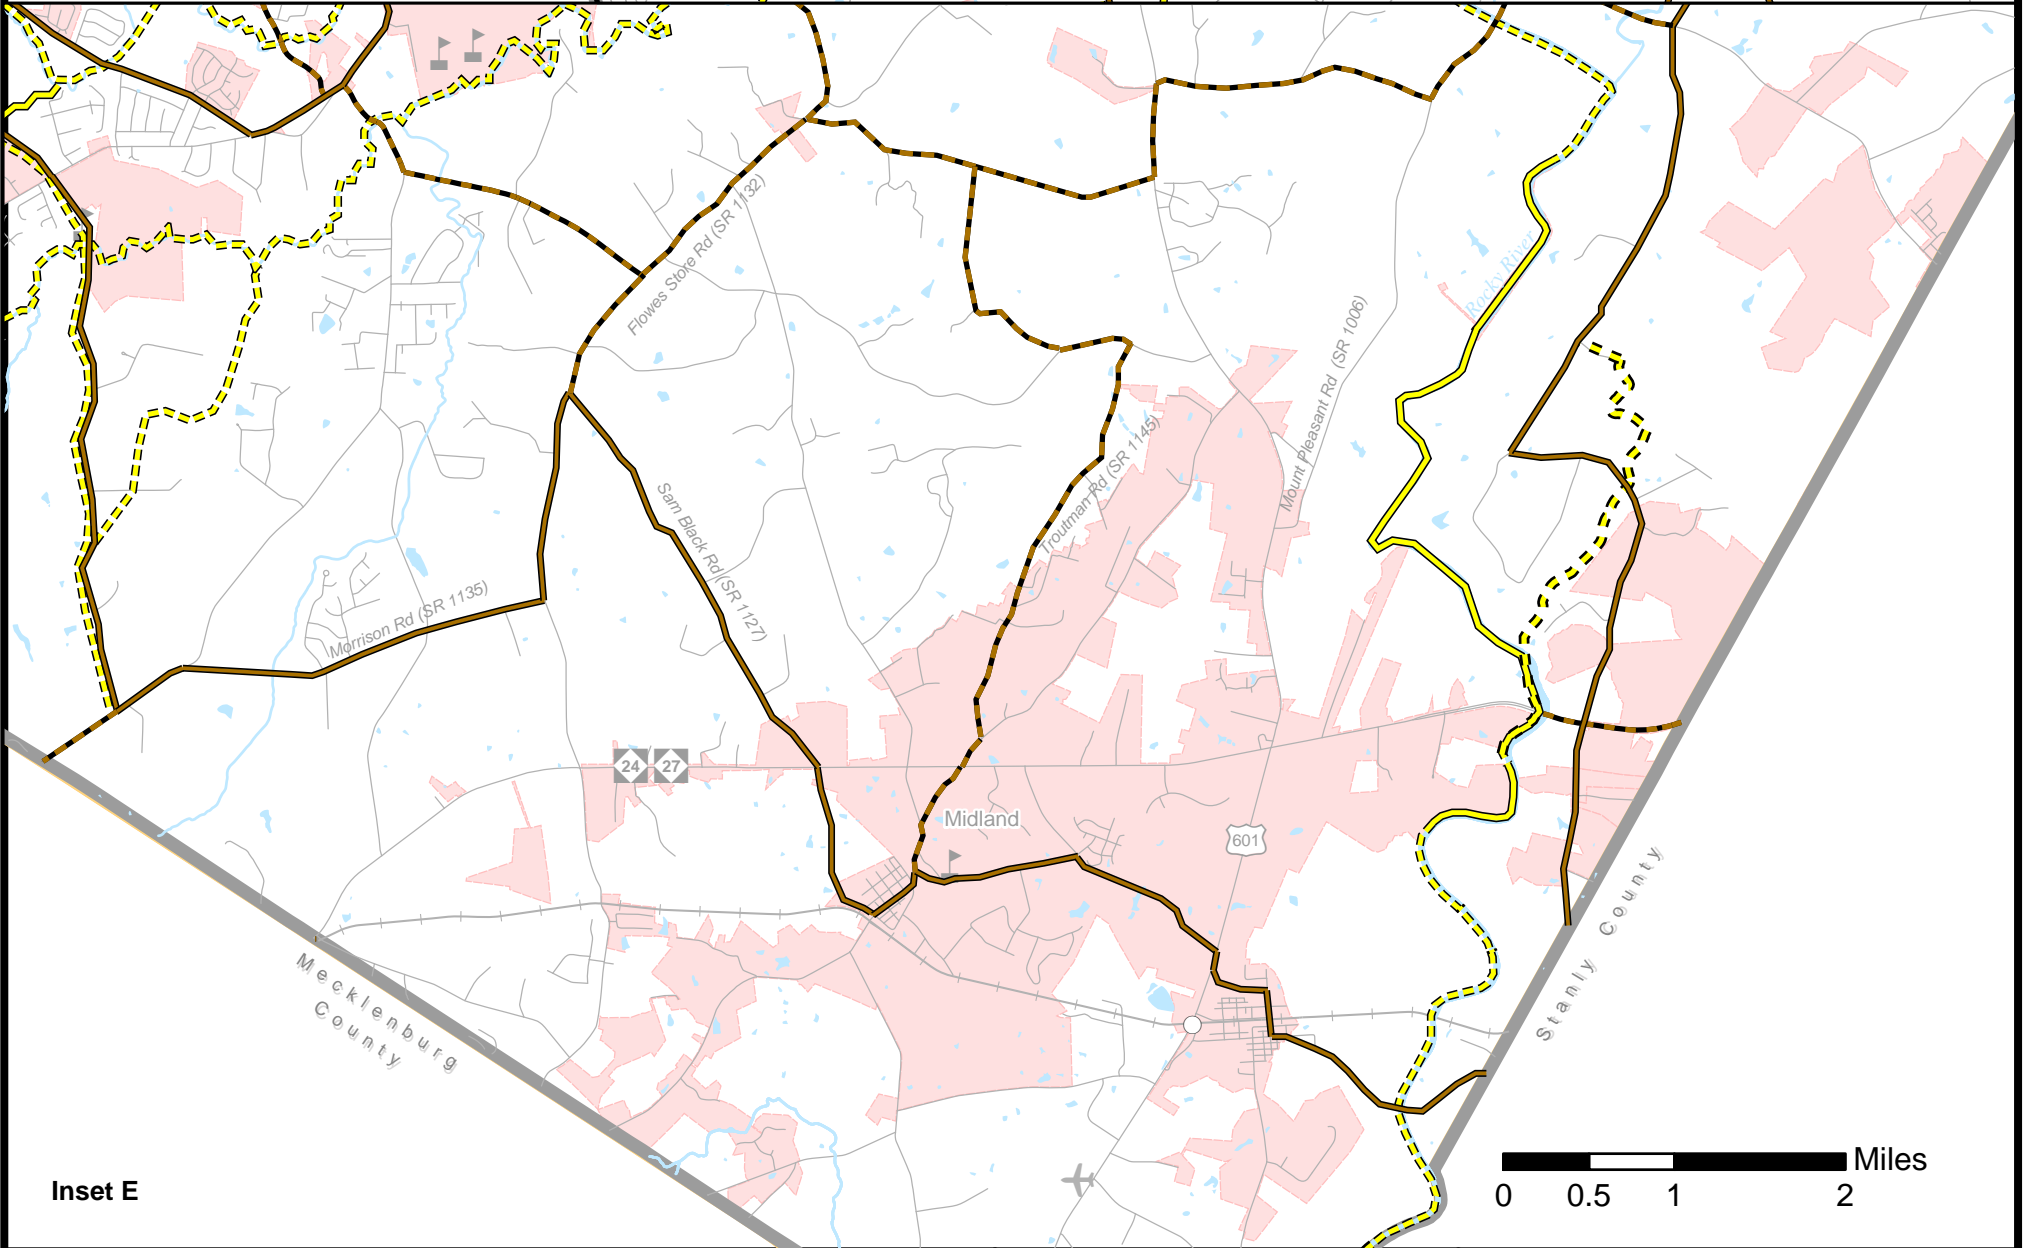 Flowes Store Rd (SR 1132)
Rocky River
Mount Pleasant Rd (SR 1006)
Troutman Rd (SR 1145)
Sam Black Rd (SR 1127)
Morrison Rd (SR 1135)
24 27
Midland
601
Mecklenburg
County
Stanly County
Miles
0 0.5 1 2
Inset E